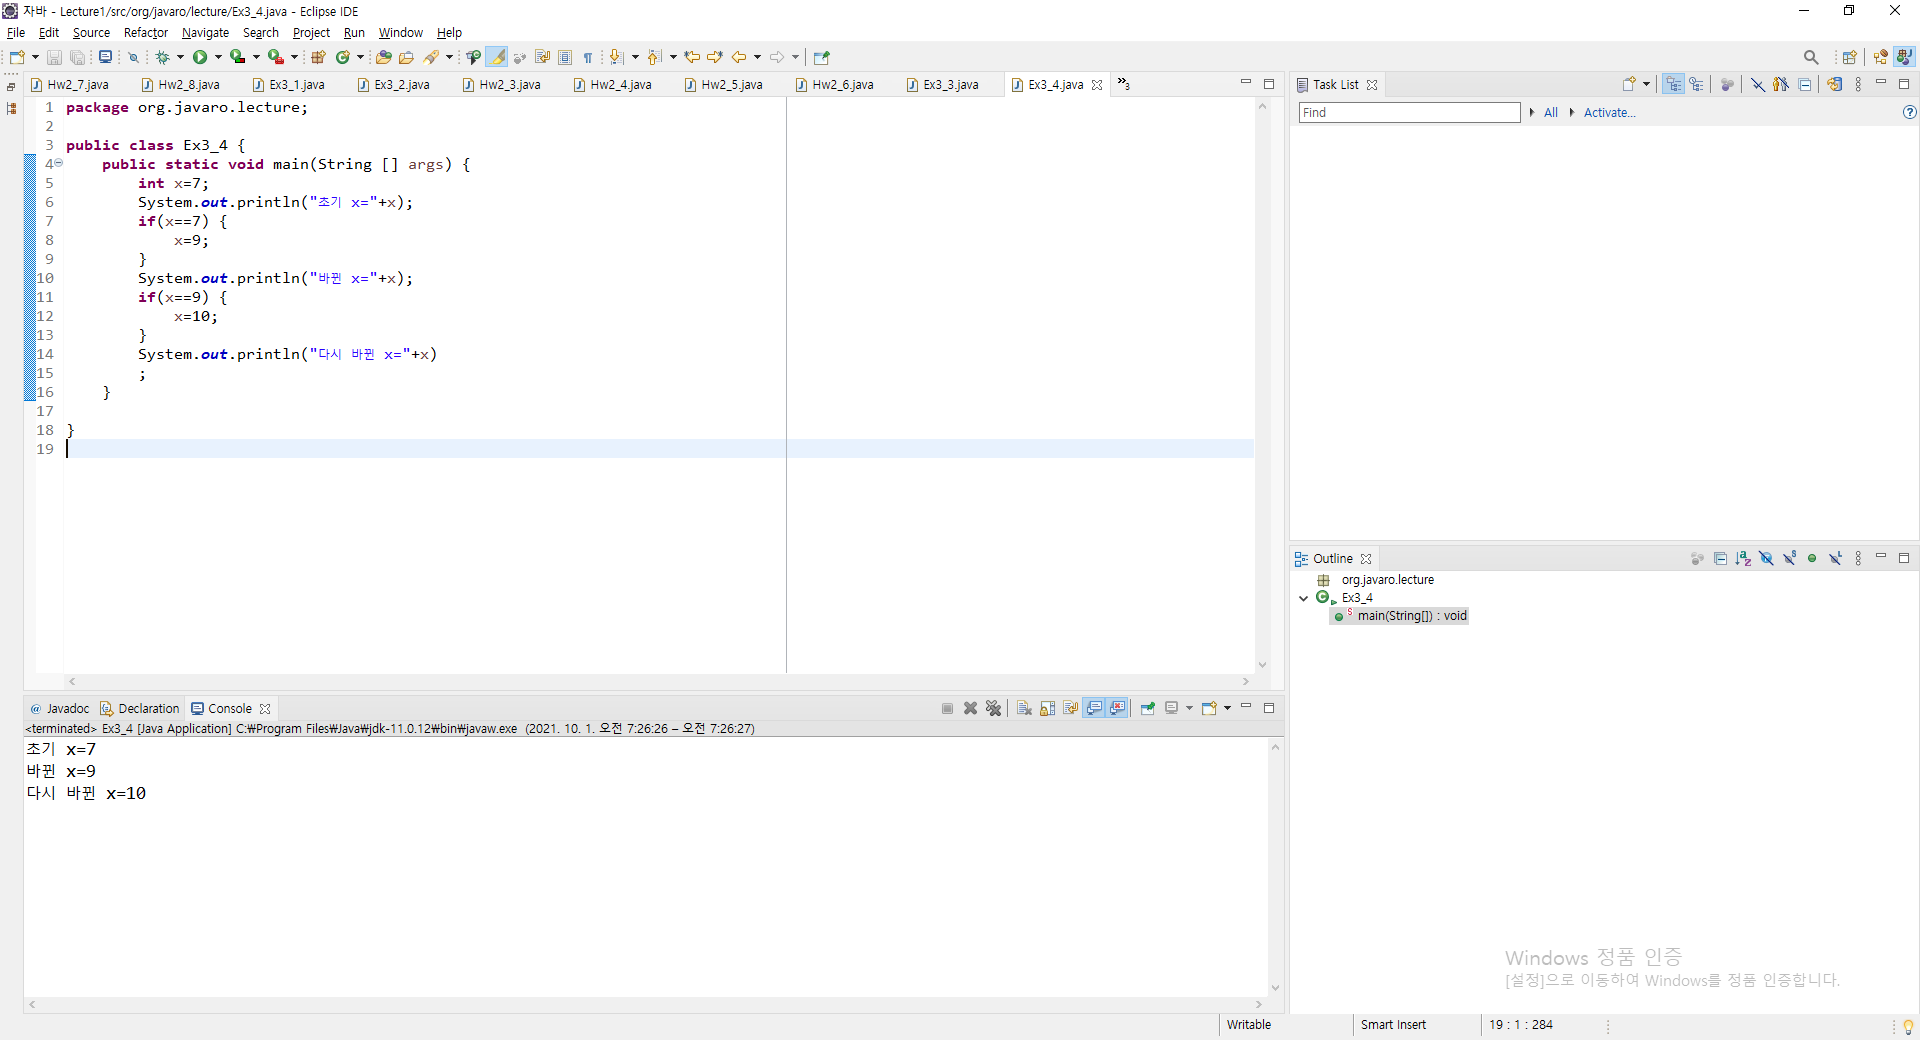 자바 - Lecture1/src/org/javaro/lecture/Ex3_4.java - Eclipse IDE
File Edit Source Refactor Navigate Search Project Run Window Help
Hw2_7.java Hw2_8.java Ex3_1.java Ex3_2.java Hw2_3.java Hw2_4.java Hw2_5.java Hw2_6.java Ex3_3.java Ex3_4.java »3
1 package org.javaro.lecture;
2
3 public class Ex3_4 {
4 public static void main(String [] args) {
5 int x=7;
6 System.out.println("초기 x="+x);
7 if(x==7) {
8 x=9;
9 }
10 System.out.println("바뀐 x="+x);
11 if(x==9) {
12 x=10;
13 }
14 System.out.println("다시 바뀐 x="+x)
15 ;
16 }
17
18 }
19
Task List
Find All Activate...
Outline
org.javaro.lecture
Ex3_4
main(String[]) : void
@ Javadoc Declaration Console
<terminated> Ex3_4 [Java Application] C:₩Program Files₩Java₩jdk-11.0.12₩bin₩javaw.exe (2021. 10. 1. 오전 7:26:26 – 오전 7:26:27)
초기 x=7
바뀐 x=9
다시 바뀐 x=10
Windows 정품 인증
[설정]으로 이동하여 Windows를 정품 인증합니다.
Writable Smart Insert 19 : 1 : 284